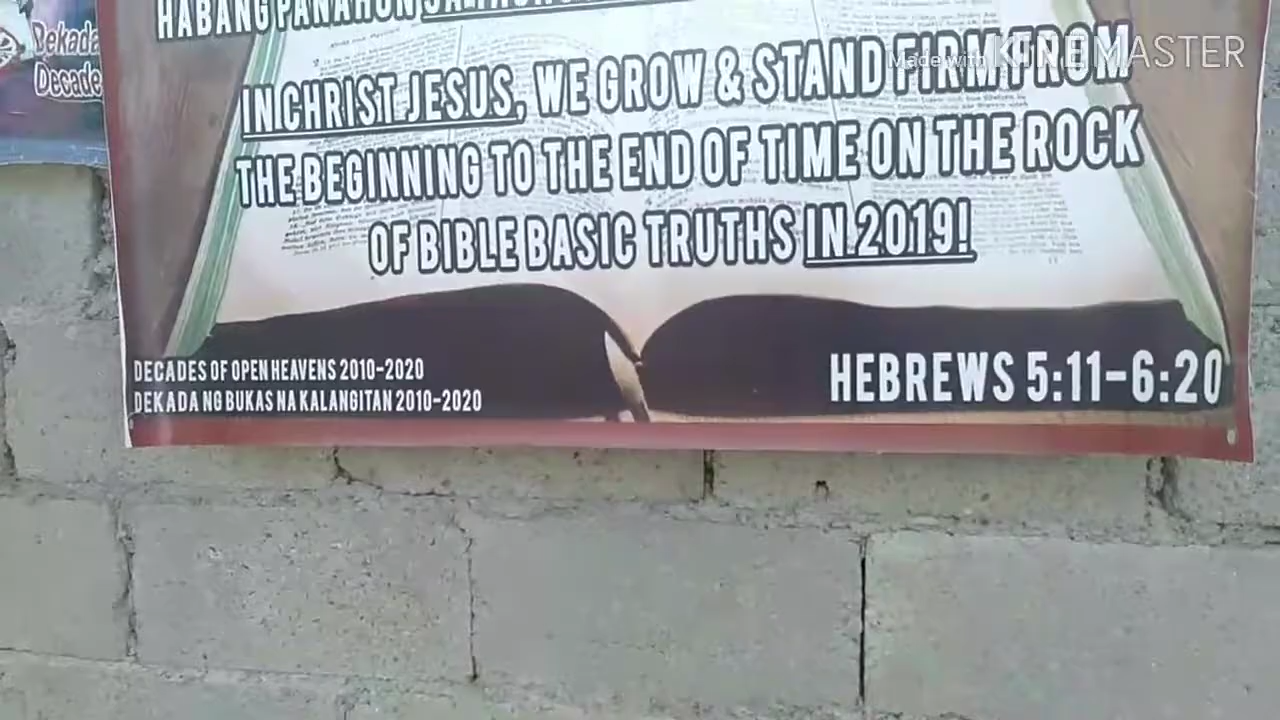 HABANG PANAHON
Dekada
Decade
Made with KINEMASTER
IN CHRIST JESUS, WE GROW & STAND FIRM FROM
THE BEGINNING TO THE END OF TIME ON THE ROCK
OF BIBLE BASIC TRUTHS IN 2019!
DECADES OF OPEN HEAVENS 2010-2020
DEKADA NG BUKAS NA KALANGITAN 2010-2020
HEBREWS 5:11-6:20